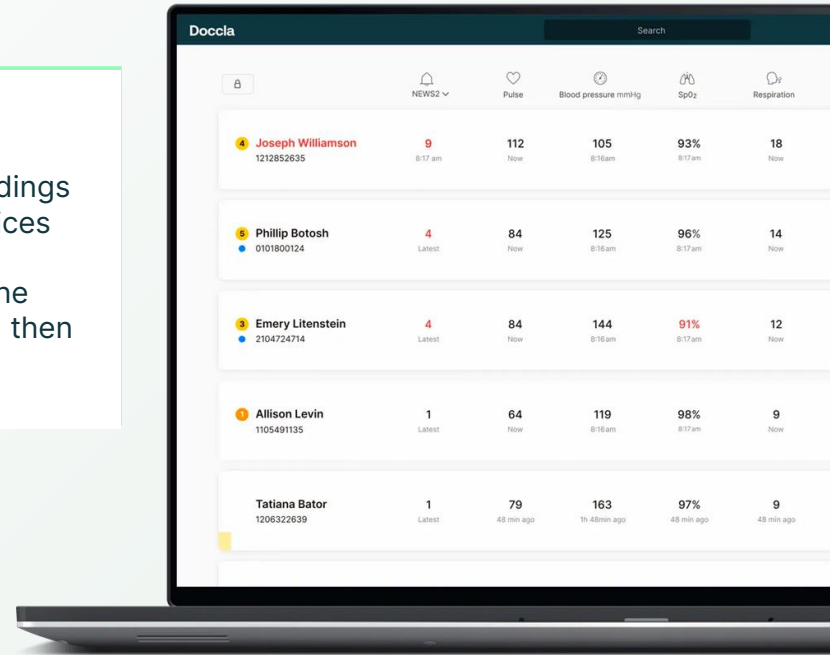 Doccla
Search
NEWS2
Pulse
Blood pressure mmHg
SpO₂
Respiration
4 Joseph Williamson 9 112 105 93% 18
1212852635 8:17 am Now 8:16am 8:17am Now
5 Phillip Botosh 4 84 125 96% 14
0101800124 Latest Now 8:16am 8:17am Now
3 Emery Litenstein 4 84 144 91% 12
2104724714 Latest Now 8:16am 8:17am Now
1 Allison Levin 1 64 119 98% 9
1105491135 Latest Now 8:16am 8:17am Now
Tatiana Bator 1 79 163 97% 9
1206322639 Latest 48 min ago 1h 48min ago 48 min ago 48 min ago
dings
ices
ne
then